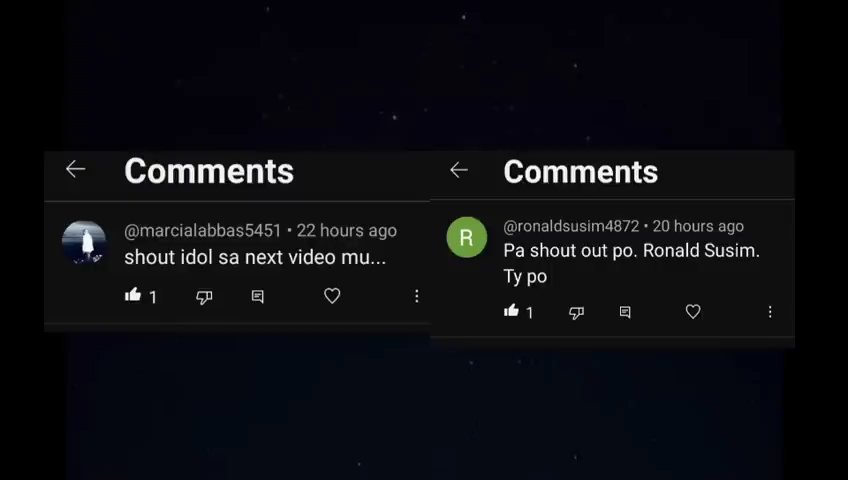 Comments
@marcialabbas5451 • 22 hours ago
shout idol sa next video mu...
1
Comments
R
@ronaldsusim4872 • 20 hours ago
Pa shout out po. Ronald Susim.
Ty po
1